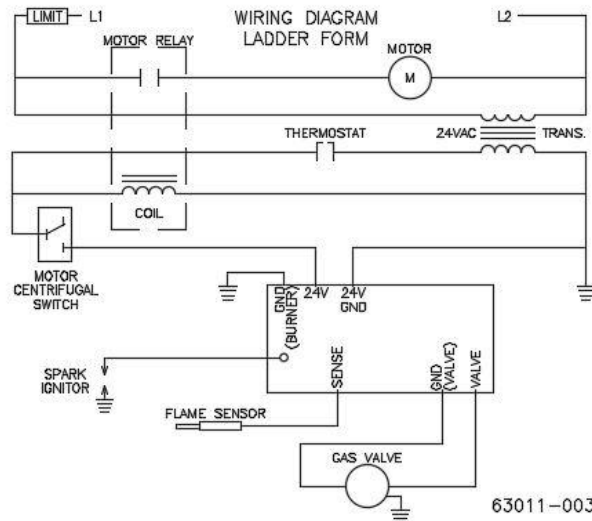 LIMIT
L1
WIRING DIAGRAM
LADDER FORM
L2
MOTOR RELAY
MOTOR
M
THERMOSTAT
24VAC
TRANS.
COIL
MOTOR
CENTRIFUGAL
SWITCH
GND
(BURNER)
24V
24V
GND
SPARK
IGNITOR
SENSE
GND
(VALVE)
VALVE
FLAME SENSOR
GAS VALVE
63011-003